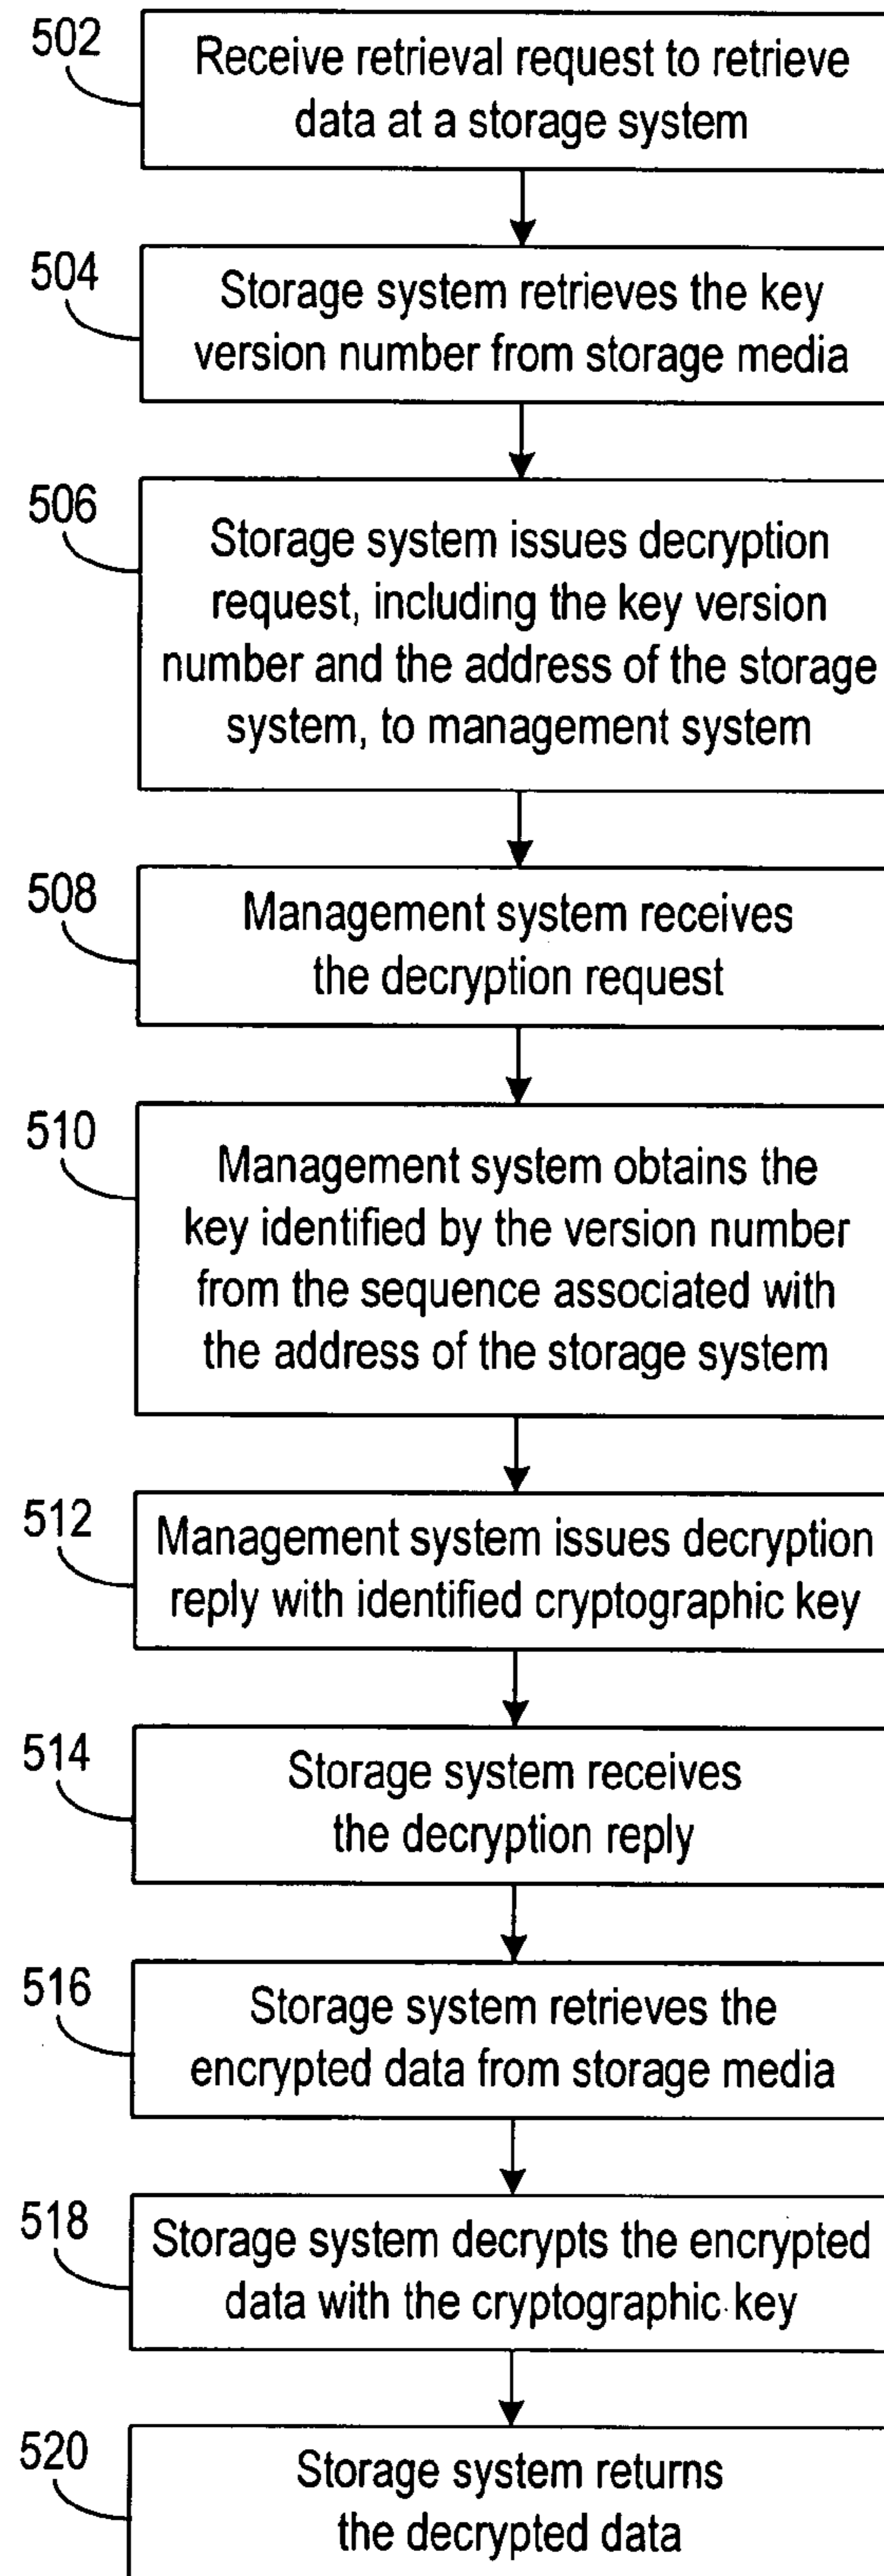 502
Receive retrieval request to retrieve
data at a storage system
504
Storage system retrieves the key
version number from storage media
506
Storage system issues decryption
request, including the key version
number and the address of the storage
system, to management system
508
Management system receives
the decryption request
510
Management system obtains the
key identified by the version number
from the sequence associated with
the address of the storage system
512
Management system issues decryption
reply with identified cryptographic key
514
Storage system receives
the decryption reply
516
Storage system retrieves the
encrypted data from storage media
518
Storage system decrypts the encrypted
data with the cryptographic key
520
Storage system returns
the decrypted data